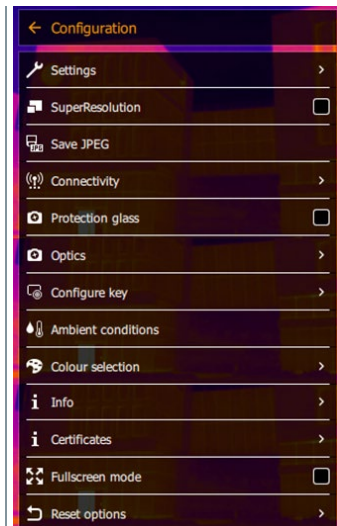 Configuration
Settings
SuperResolution
JPG
Save JPEG
Connectivity
Protection glass
Optics
Configure key
Ambient conditions
Colour selection
Info
Certificates
Fullscreen mode
Reset options